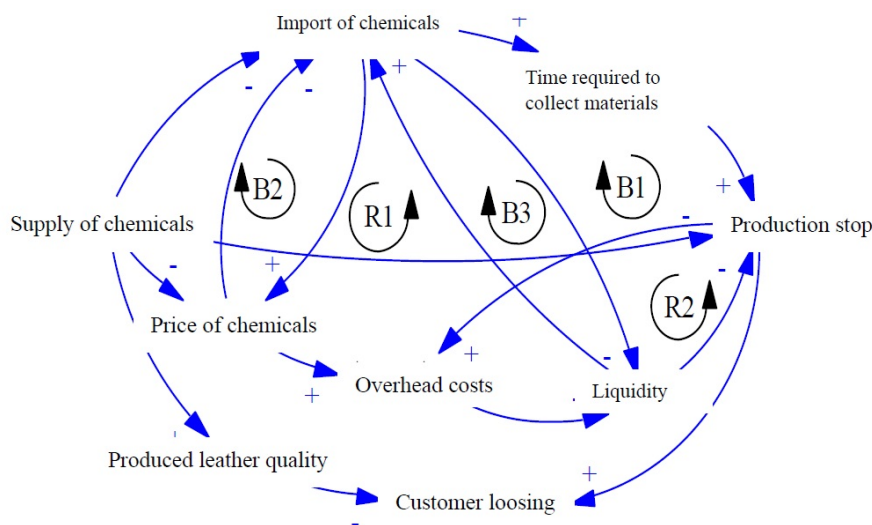 Import of chemicals
+
Time required to
collect materials
-
-
+
B2
R1
B3
B1
+
Supply of chemicals
-
Production stop
-
+
-
R2
Price of chemicals
+
Overhead costs
+
-
Liquidity
-
+
Produced leather quality
+
Customer loosing
-